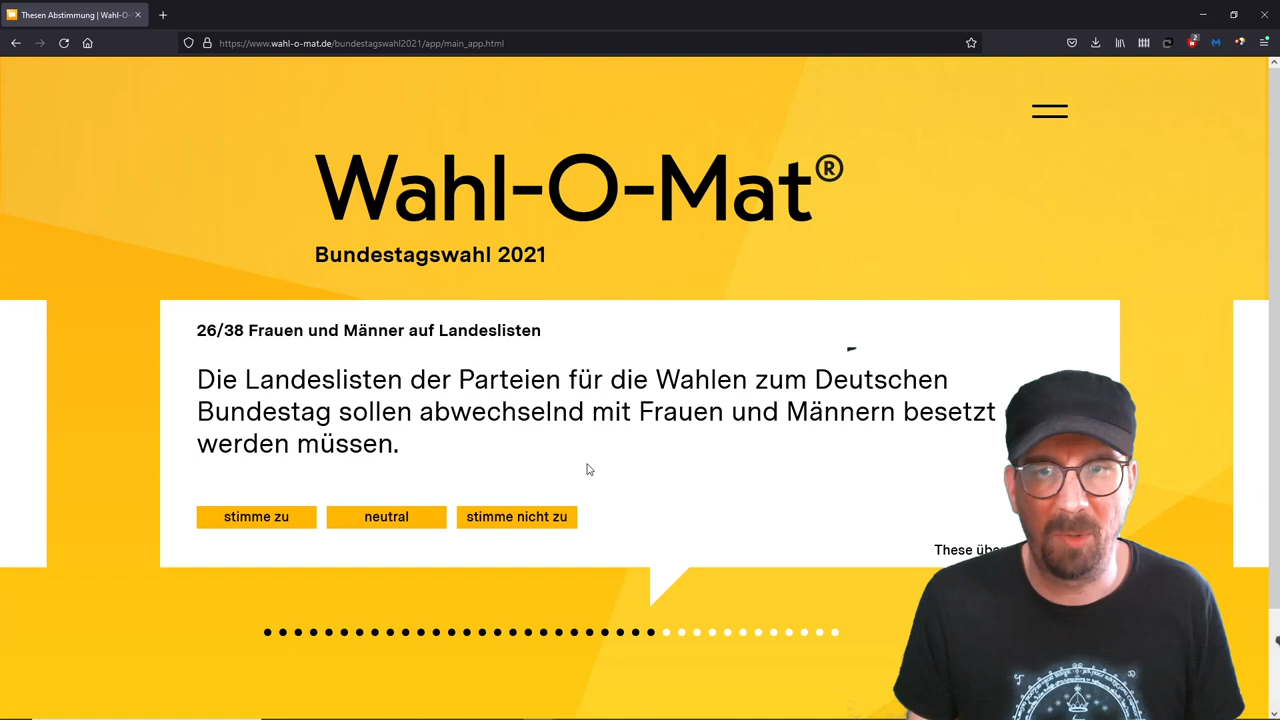 Thesen Abstimmung | Wahl-O-
https://www.wahl-o-mat.de/bundestagswahl2021/app/main_app.html
2
Wahl-O-Mat®
Bundestagswahl 2021
26/38 Frauen und Männer auf Landeslisten
Die Landeslisten der Parteien für die Wahlen zum Deutschen
Bundestag sollen abwechselnd mit Frauen und Männern besetzt
werden müssen.
stimme zu
neutral
stimme nicht zu
These übe